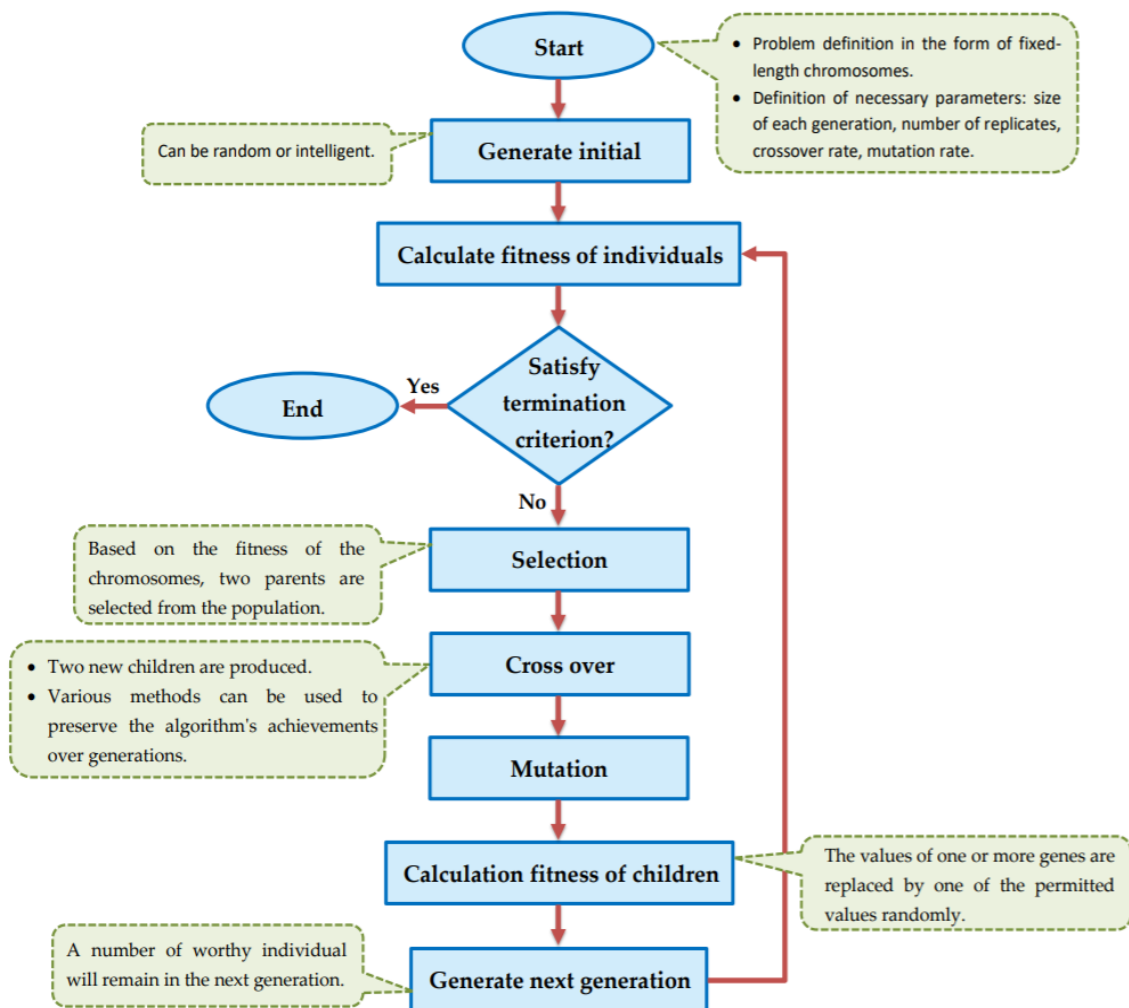 Start
• Problem definition in the form of fixed-
length chromosomes.
• Definition of necessary parameters: size
of each generation, number of replicates,
crossover rate, mutation rate.
Can be random or intelligent.
Generate initial
Calculate fitness of individuals
Satisfy
termination
criterion?
Yes
End
No
Based on the fitness of the
chromosomes, two parents are
selected from the population.
Selection
• Two new children are produced.
• Various methods can be used to
preserve the algorithm's achievements
over generations.
Cross over
Mutation
Calculation fitness of children
The values of one or more genes are
replaced by one of the permitted
values randomly.
A number of worthy individual
will remain in the next generation.
Generate next generation